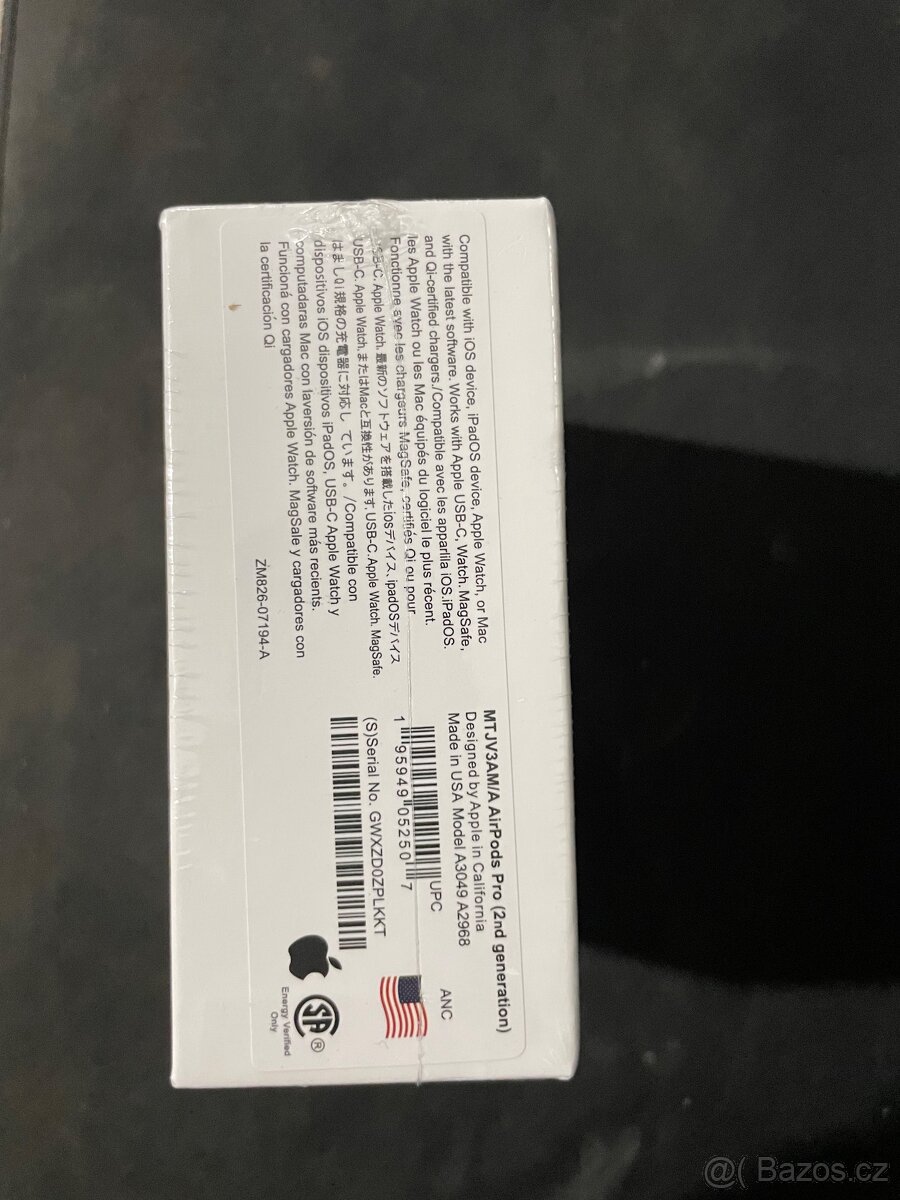 Compatible with iOS device, iPadOS device, Apple Watch, or Mac
with the latest software. Works with Apple USB-C, Watch. MagSafe,
and Qi-certified chargers./Compatible avec les apparlila iOS.iPadOS.
les Apple Watch ou les Mac équipés du logiciel le plus récent.
Fonctionne avec les chargeurs MagSafe, certifiés Qi ou pour
USB-C. Apple Watch. 最新のソフトウェアを搭載したiosデバイス、ipadOSデバイス
USB-C. Apple Watch. またはMacと互換性があります, USB-C. Apple Watch. MagSafe.
はましQi規格の充電器に対応し ています。/Compatible con
dispositivos iOS dispositivos iPadOS, USB-C Apple Watch y
computadaras Mac con laversión de software más recients.
Funcioná con cargadores Apple Watch. MagSale y cargadores con
la certificación Qi
ZM826-07194-A
MTJV3AM/A AirPods Pro (2nd generation)
Designed by Apple in California
Made in USA Model A3049 A2968
UPC
ANC
1 95949 05250 7
(S)Serial No. GWXZD0ZPLKKT
SA ®
Energy Verified
Only
@( Bazos.cz